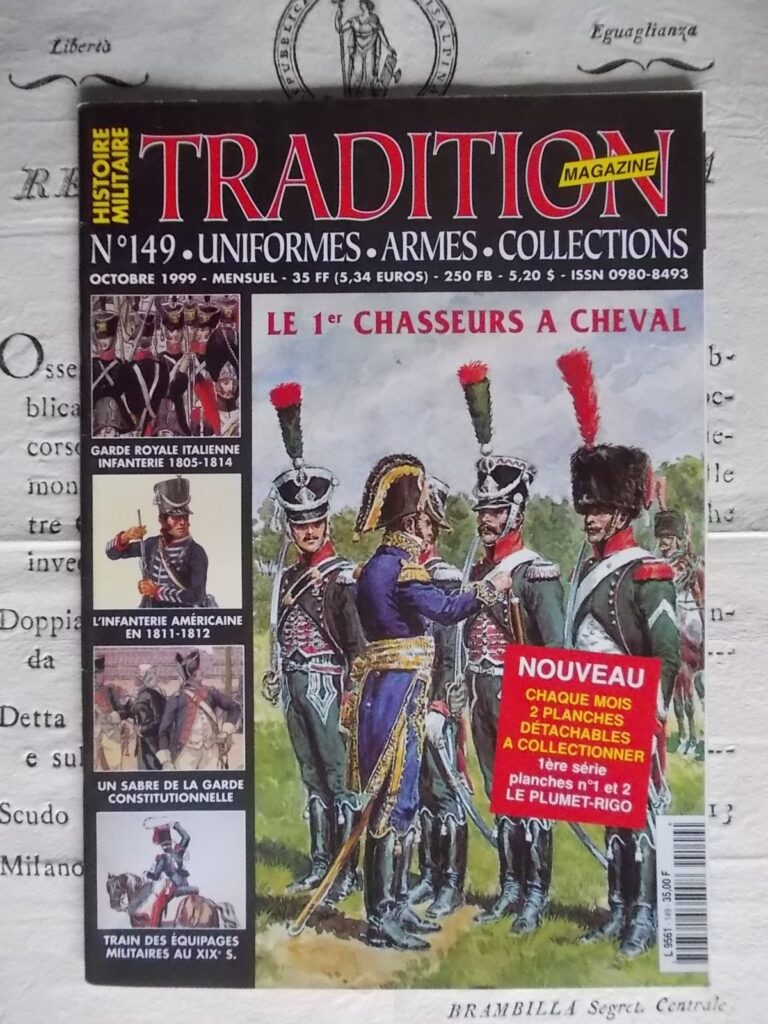 Libertà
Eguaglianza
HISTOIRE
MILITAIRE
TRADITION
MAGAZINE
N°149 • UNIFORMES • ARMES • COLLECTIONS
OCTOBRE 1999 - MENSUEL - 35 FF (5,34 EUROS) - 250 FB - 5,20 $ - ISSN 0980-8493
LE 1er CHASSEURS A CHEVAL
GARDE ROYALE ITALIENNE
INFANTERIE 1805-1814
L'INFANTERIE AMÉRICAINE
EN 1811-1812
UN SABRE DE LA GARDE
CONSTITUTIONNELLE
TRAIN DES ÉQUIPAGES
MILITAIRES AU XIXe S.
NOUVEAU
CHAQUE MOIS
2 PLANCHES
DÉTACHABLES
A COLLECTIONNER
1ère série
planches n°1 et 2
LE PLUMET-RIGO
L 9561 - 149 - 35,00 F
Osse
blica
corso
mon
tre
inve
Doppia
da
Detta
e sul
Scudo
13
Milano
BRAMBILLA Segret. Centrale.